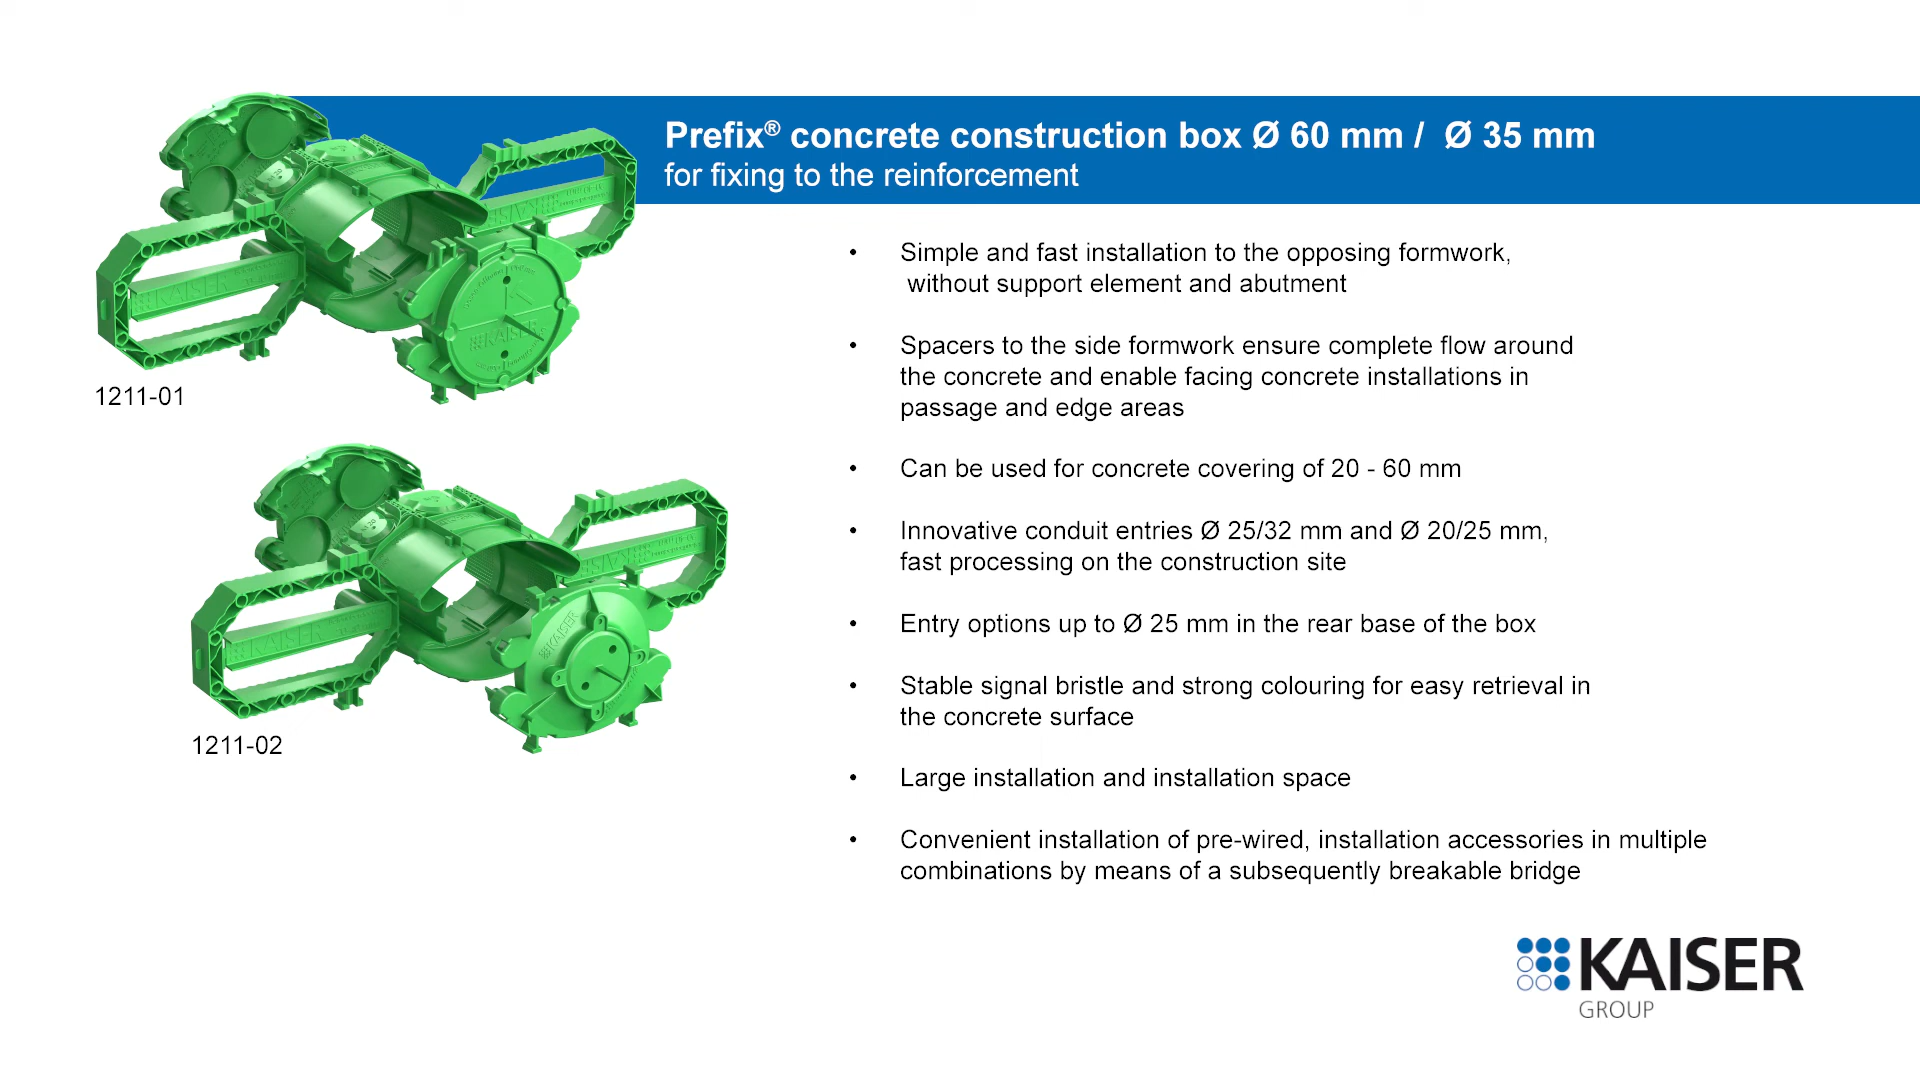 Prefix® concrete construction box Ø 60 mm / Ø 35 mm
for fixing to the reinforcement
1211-01
1211-02
• Simple and fast installation to the opposing formwork,
without support element and abutment
• Spacers to the side formwork ensure complete flow around
the concrete and enable facing concrete installations in
passage and edge areas
• Can be used for concrete covering of 20 - 60 mm
• Innovative conduit entries Ø 25/32 mm and Ø 20/25 mm,
fast processing on the construction site
• Entry options up to Ø 25 mm in the rear base of the box
• Stable signal bristle and strong colouring for easy retrieval in
the concrete surface
• Large installation and installation space
• Convenient installation of pre-wired, installation accessories in multiple
combinations by means of a subsequently breakable bridge
KAISER
GROUP
KAISER
KAISER
KAISER
KAISER